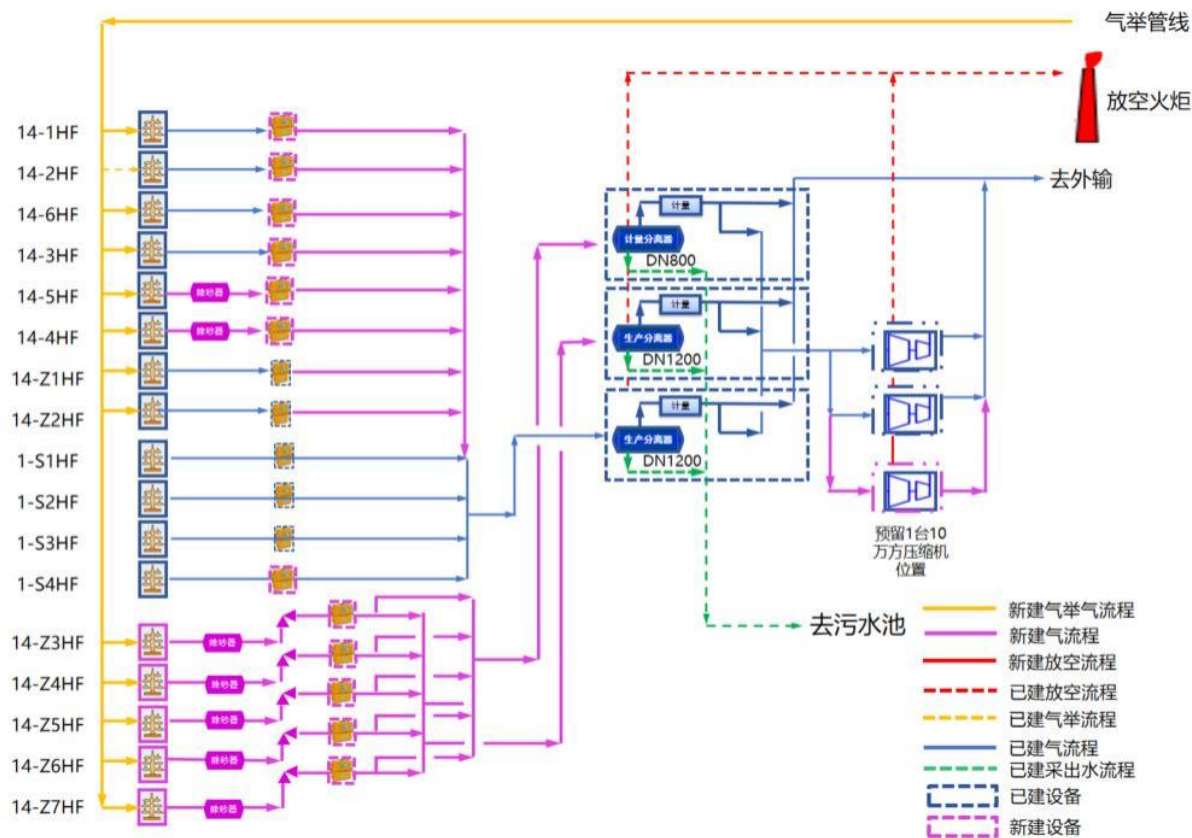 气举管线
放空火炬
14-1HF
14-2HF
去外输
14-6HF
计量
14-3HF
计量分离器
DN800
14-5HF
除砂器
计量
14-4HF
除砂器
生产分离器
DN1200
14-Z1HF
14-Z2HF
计量
生产分离器
1-S1HF
DN1200
1-S2HF
1-S3HF
预留1台10
万方压缩机
位置
1-S4HF
去污水池
14-Z3HF
除砂器
14-Z4HF
除砂器
14-Z5HF
除砂器
14-Z6HF
除砂器
14-Z7HF
除砂器
新建气举气流程
新建气流程
新建放空流程
已建放空流程
已建气举流程
已建气流程
已建采出水流程
已建设备
新建设备